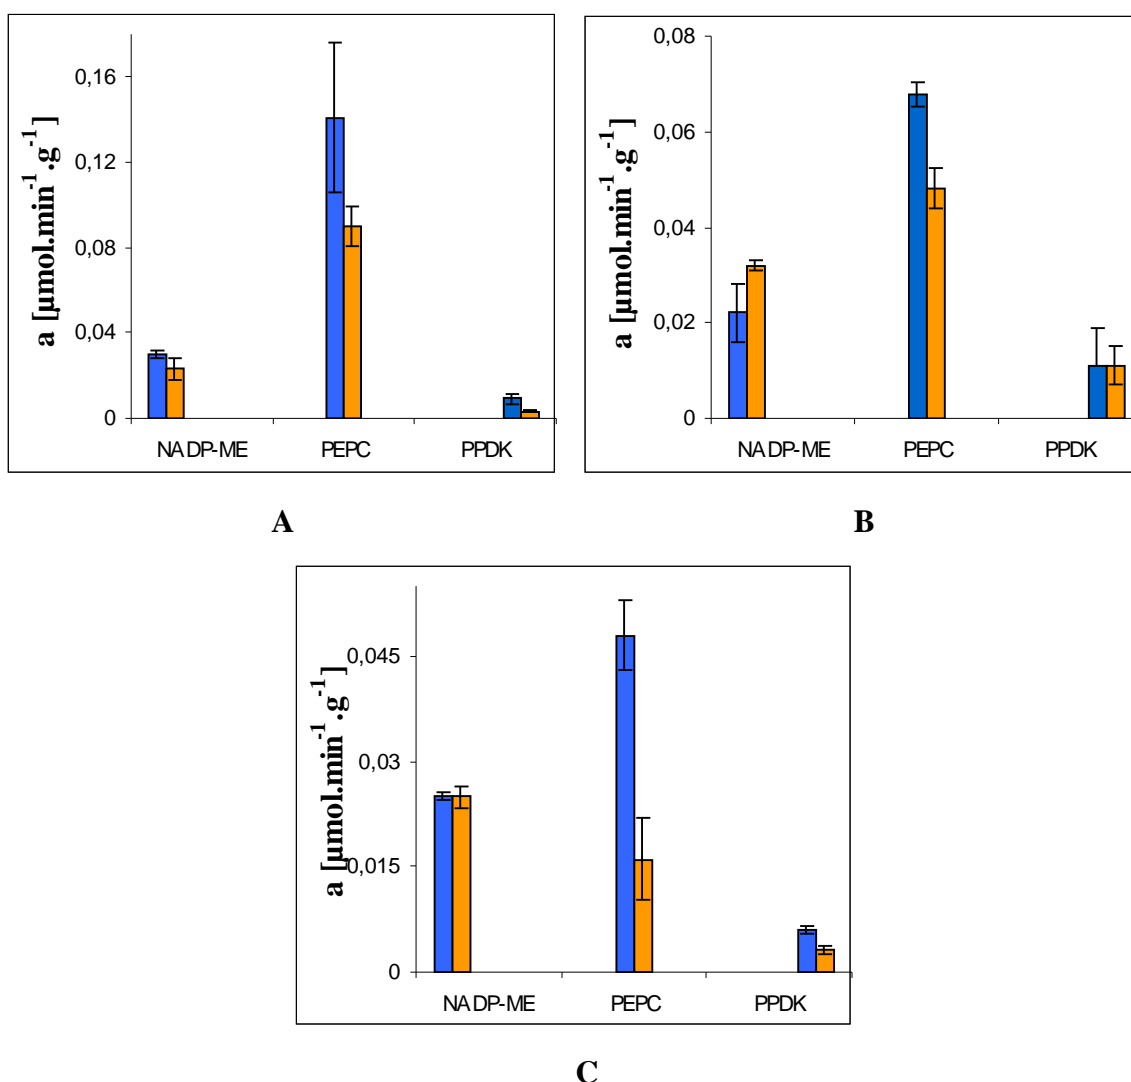 a [µmol.min⁻¹.g⁻¹]
0,16
0,12
0,08
0,04
0
NADP-ME PEPC PPDK
A
a [µmol.min⁻¹.g⁻¹]
0,08
0,06
0,04
0,02
0
NADP-ME PEPC PPDK
B
a [µmol.min⁻¹.g⁻¹]
0,045
0,03
0,015
0
NADP-ME PEPC PPDK
C